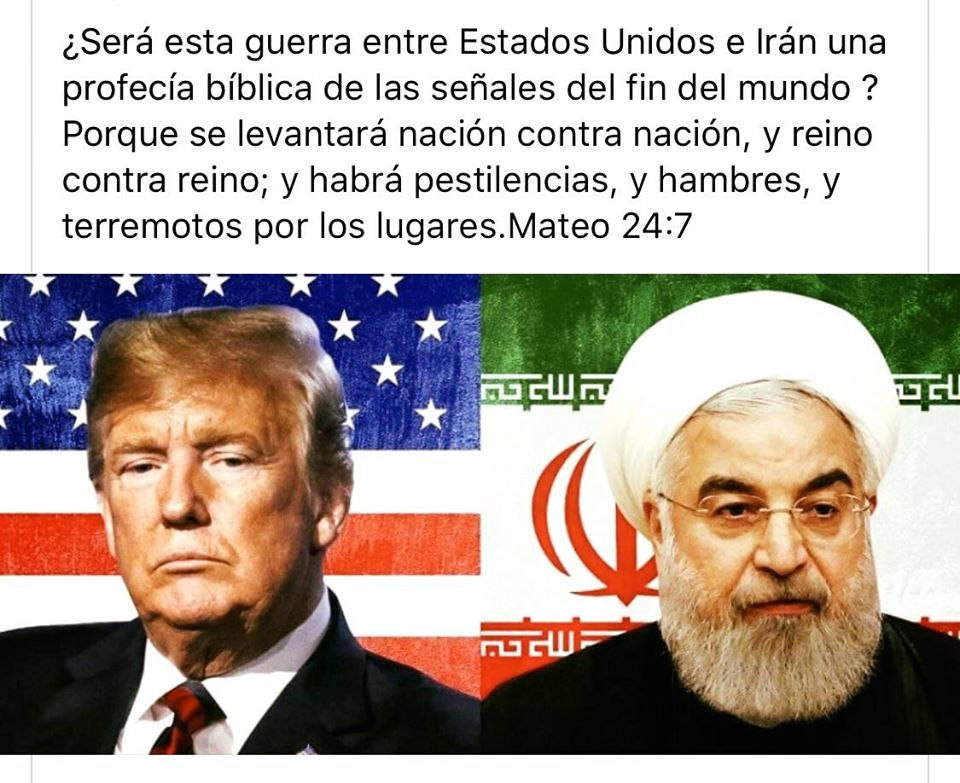 ¿Será esta guerra entre Estados Unidos e Irán una
profecía bíblica de las señales del fin del mundo ?
Porque se levantará nación contra nación, y reino
contra reino; y habrá pestilencias, y hambres, y
terremotos por los lugares.Mateo 24:7